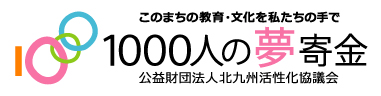 このまちの教育・文化を私たちの手で
1000人の夢寄金
公益財団法人北九州活性化協議会